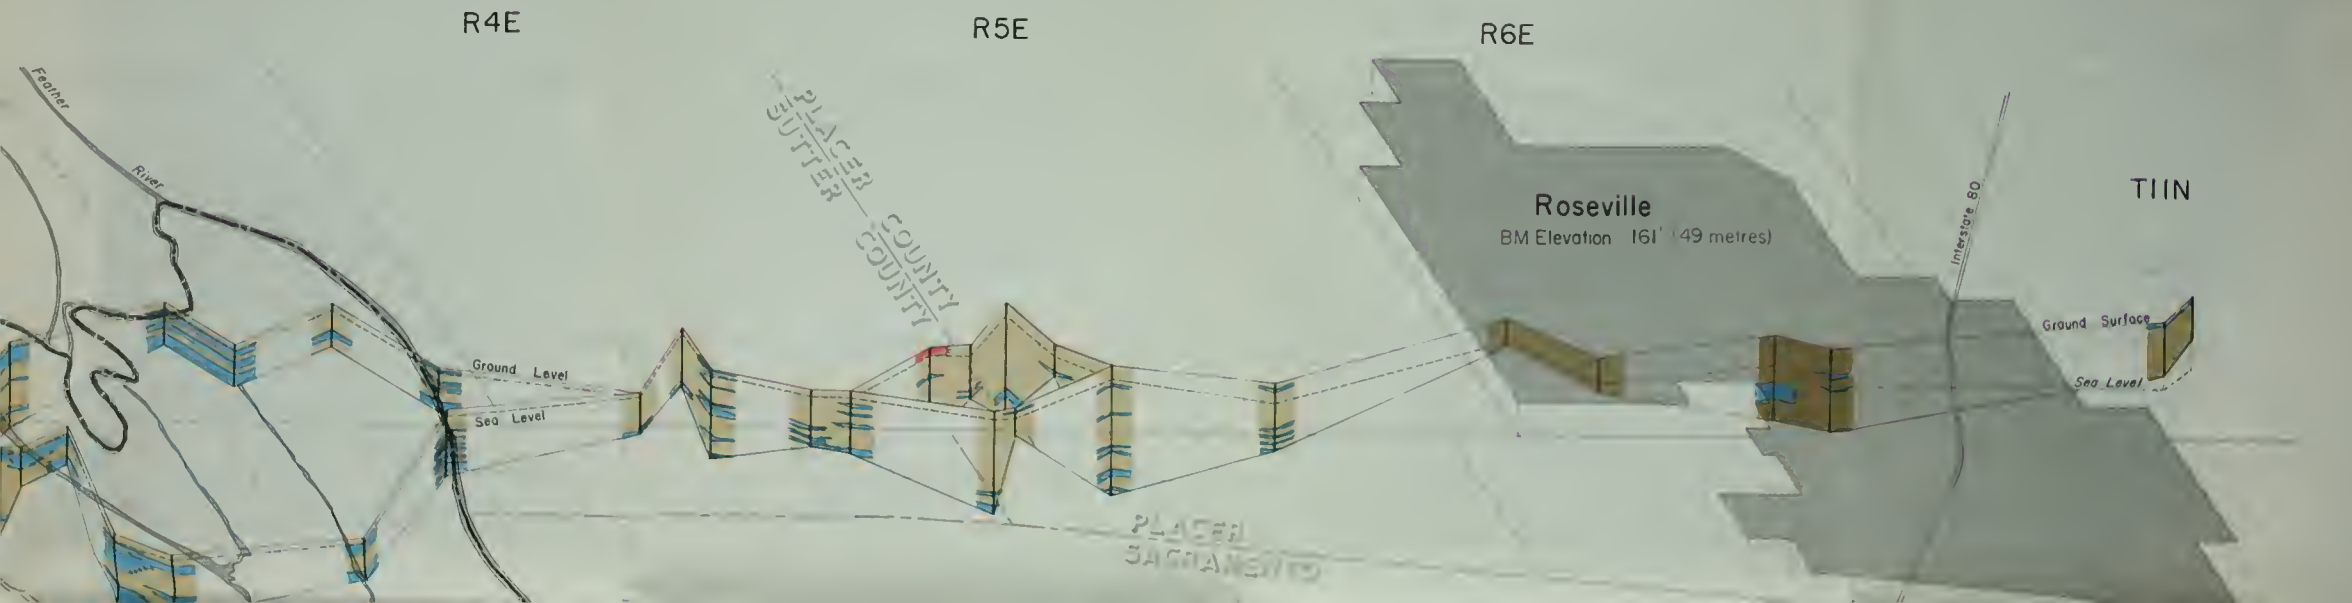 R4E
R5E
R6E
Feather
River
PLACER COUNTY
SUTTER COUNTY
Interstate 80
T11N
Roseville
BM Elevation 161' (49 metres)
Ground Surface
Ground Level
Sea Level
Sea Level
PLACER
SACRAMENTO